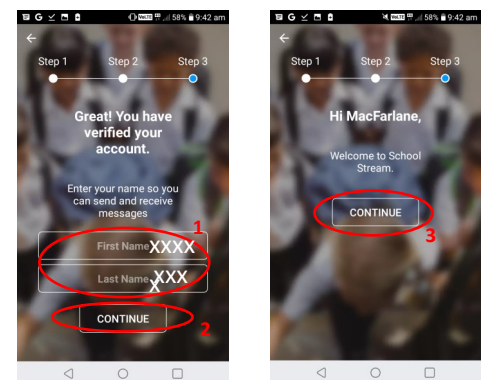 VoLTE 58% 9:42 am
Step 1 Step 2 Step 3
Great! You have
verified your
account.
Enter your name so you
can send and receive
messages
1
First Name XXXX
Last Name XXX
X
CONTINUE
2
VoLTE 58% 9:42 am
Step 1 Step 2 Step 3
Hi MacFarlane,
Welcome to School
Stream.
CONTINUE
3